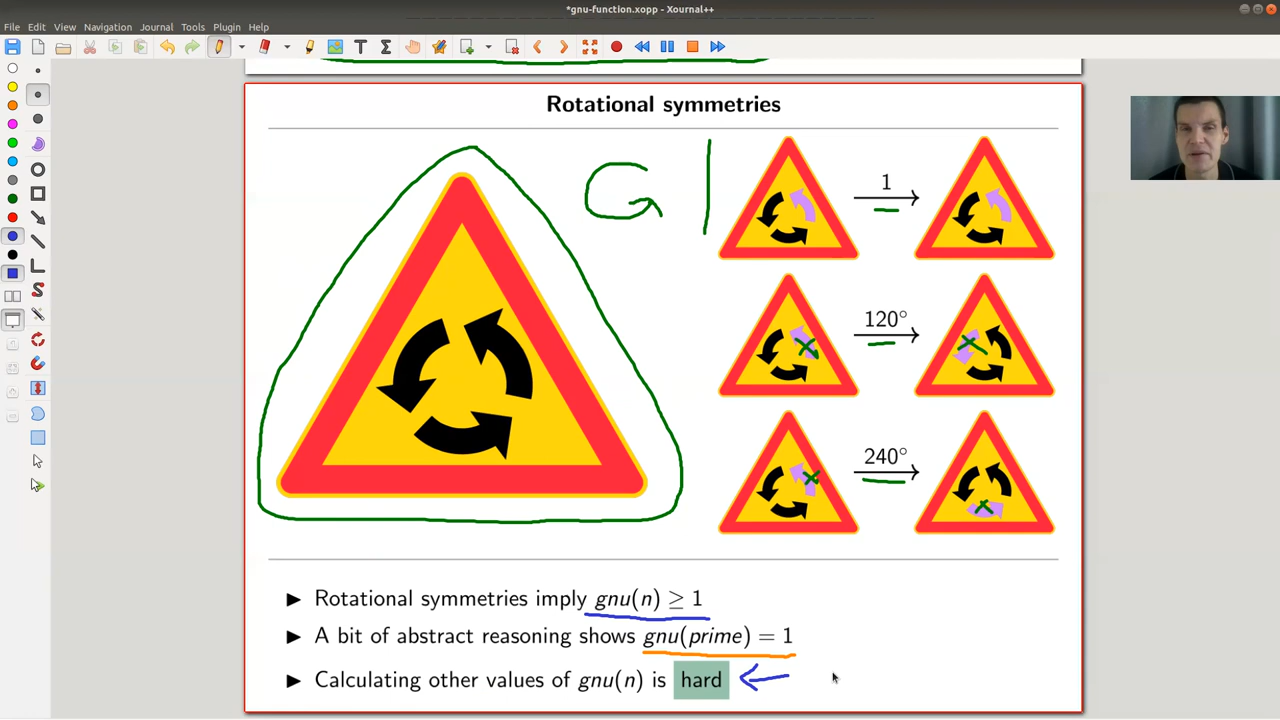 *gnu-function.xopp - Xournal++
File Edit View Navigation Journal Tools Plugin Help
Rotational symmetries
G
1
120°
240°
► Rotational symmetries imply gnu(n) ≥ 1
► A bit of abstract reasoning shows gnu(prime) = 1
► Calculating other values of gnu(n) is hard